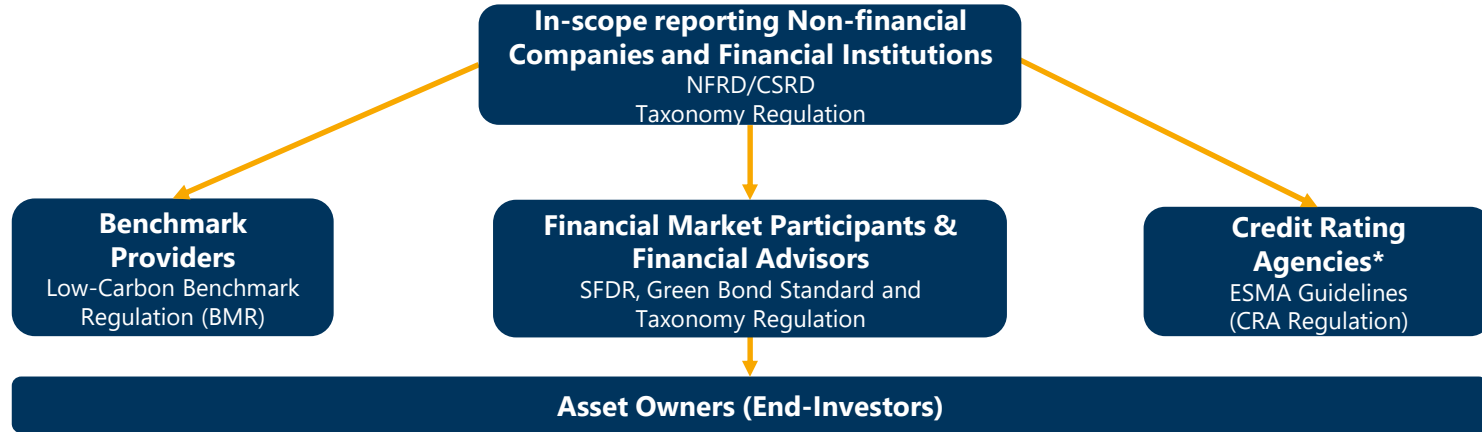 In-scope reporting Non-financial
Companies and Financial Institutions
NFRD/CSRD
Taxonomy Regulation
Benchmark
Providers
Low-Carbon Benchmark
Regulation (BMR)
Financial Market Participants &
Financial Advisors
SFDR, Green Bond Standard and
Taxonomy Regulation
Credit Rating
Agencies*
ESMA Guidelines
(CRA Regulation)
Asset Owners (End-Investors)